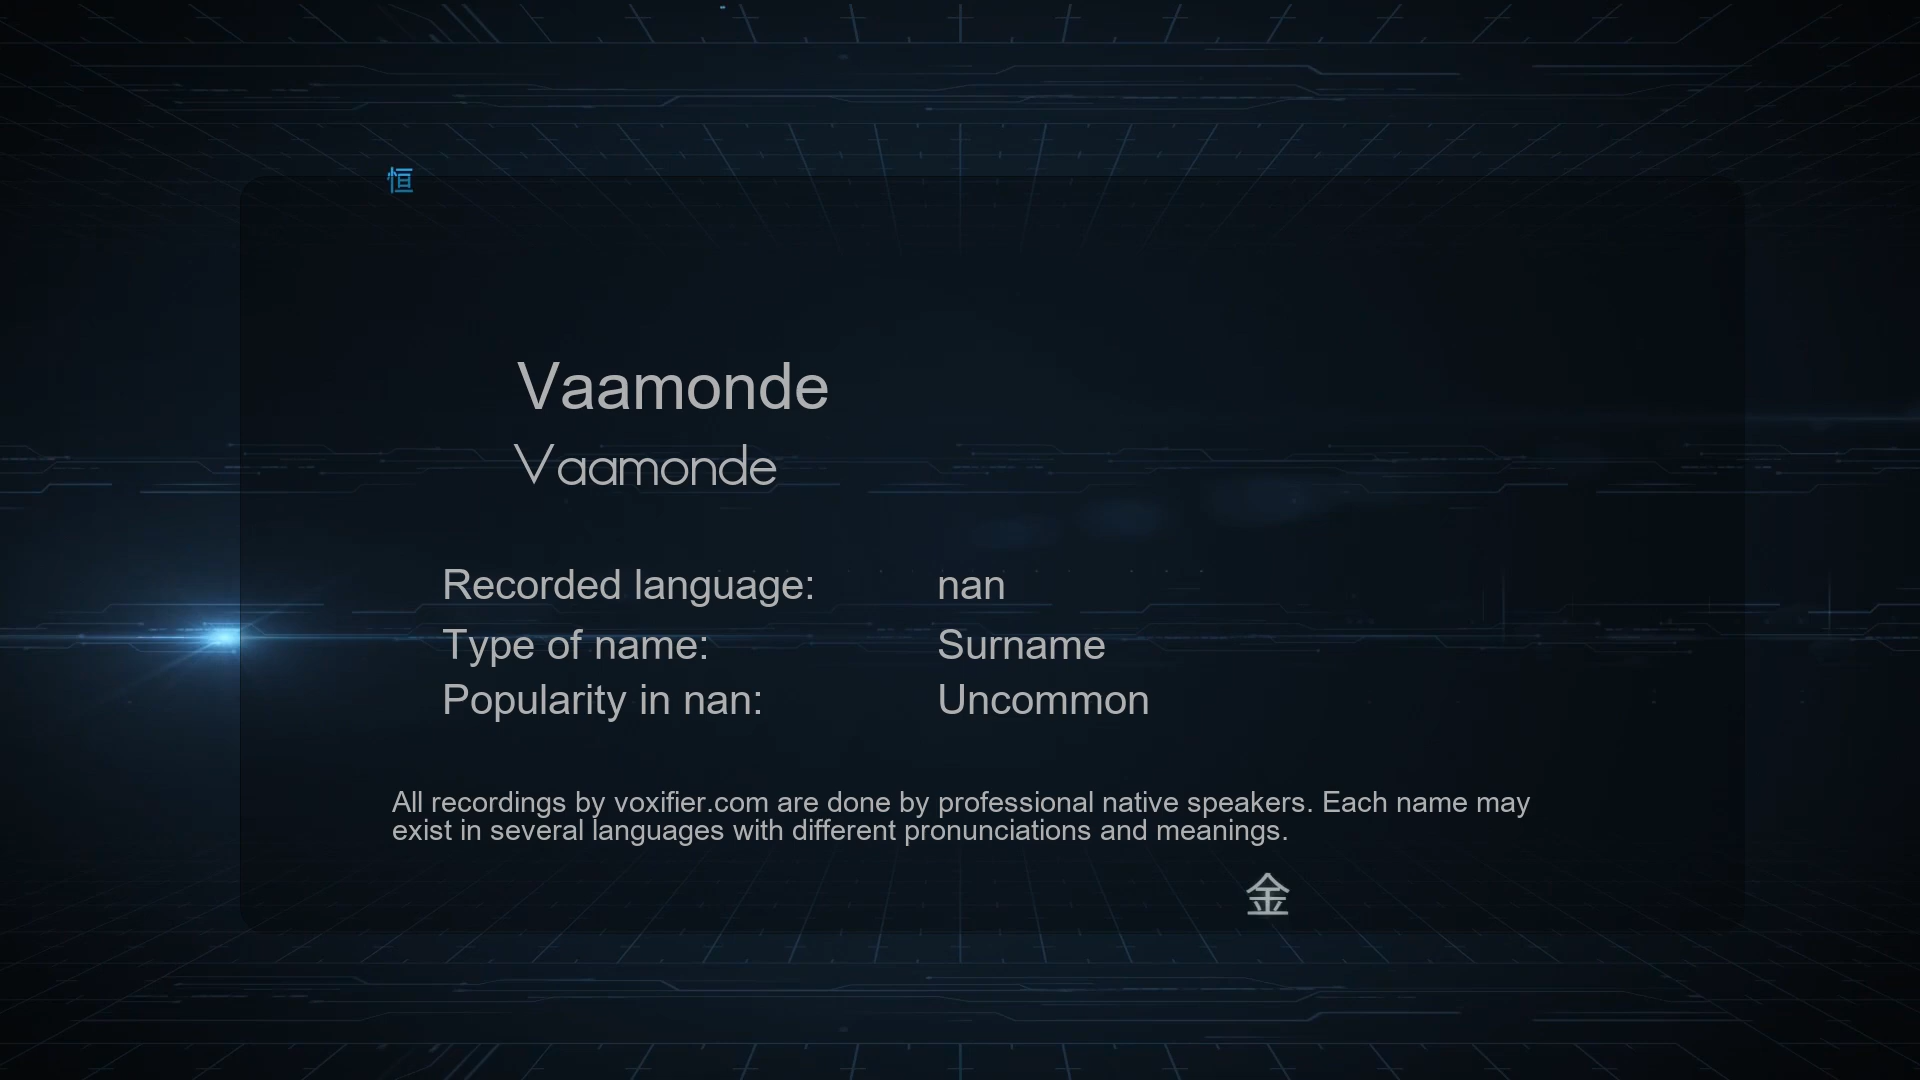 恒
Vaamonde
Vaamonde
Recorded language: nan
Type of name: Surname
Popularity in nan: Uncommon
All recordings by voxifier.com are done by professional native speakers. Each name may
exist in several languages with different pronunciations and meanings.
金